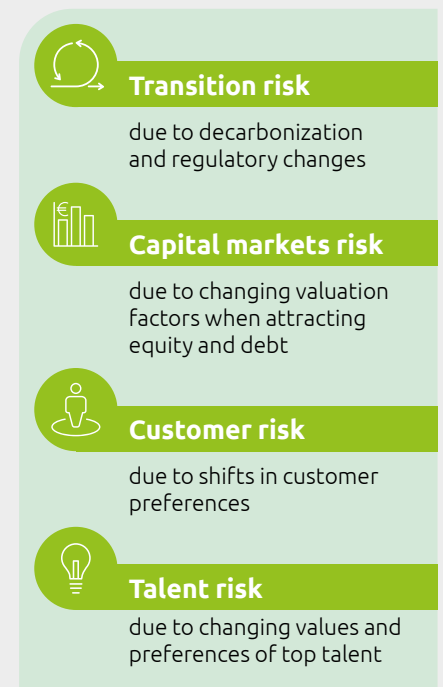 Transition risk
due to decarbonization
and regulatory changes
€
Capital markets risk
due to changing valuation
factors when attracting
equity and debt
Customer risk
due to shifts in customer
preferences
Talent risk
due to changing values and
preferences of top talent